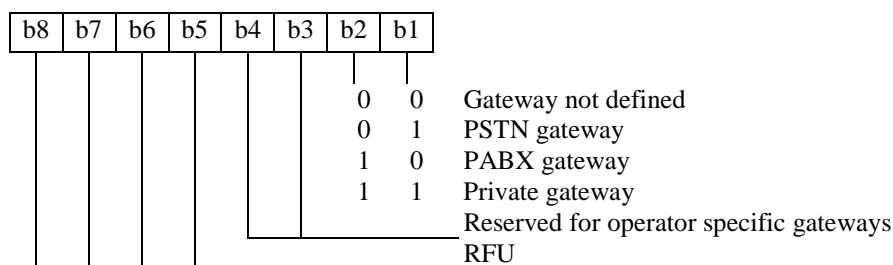 b8 b7 b6 b5 b4 b3 b2 b1
0 0 Gateway not defined
0 1 PSTN gateway
1 0 PABX gateway
1 1 Private gateway
Reserved for operator specific gateways
RFU